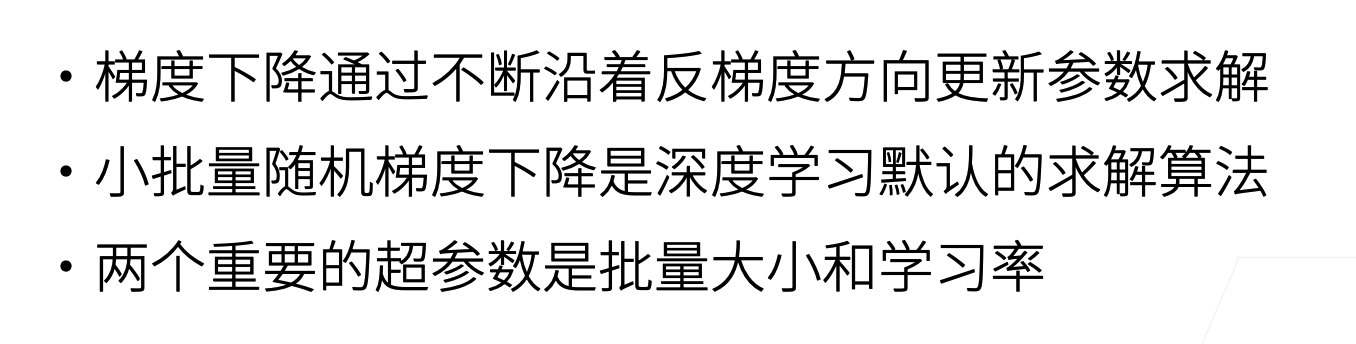 • 梯度下降通过不断沿着反梯度方向更新参数求解
• 小批量随机梯度下降是深度学习默认的求解算法
• 两个重要的超参数是批量大小和学习率